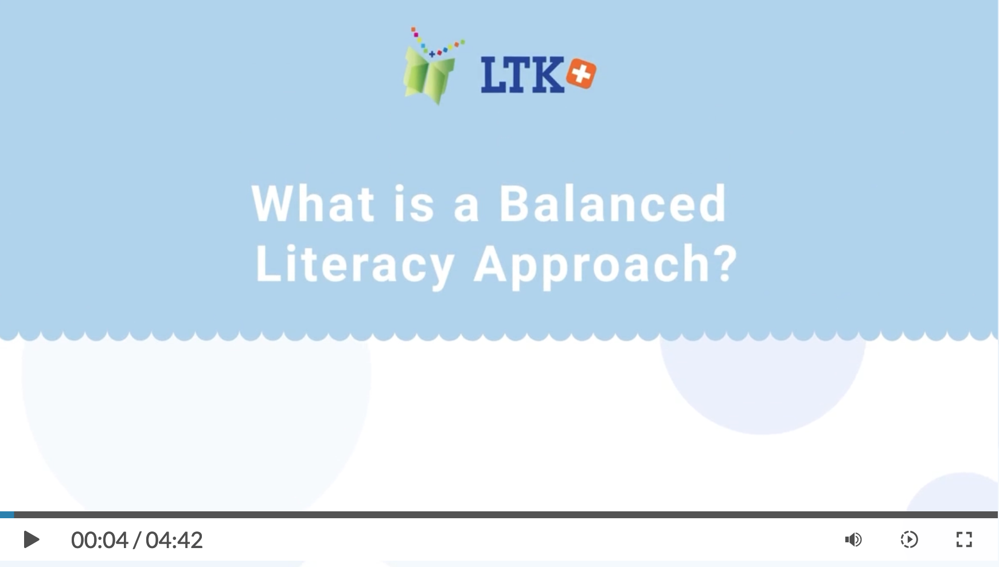 LTK+
What is a Balanced
Literacy Approach?
00:04 / 04:42